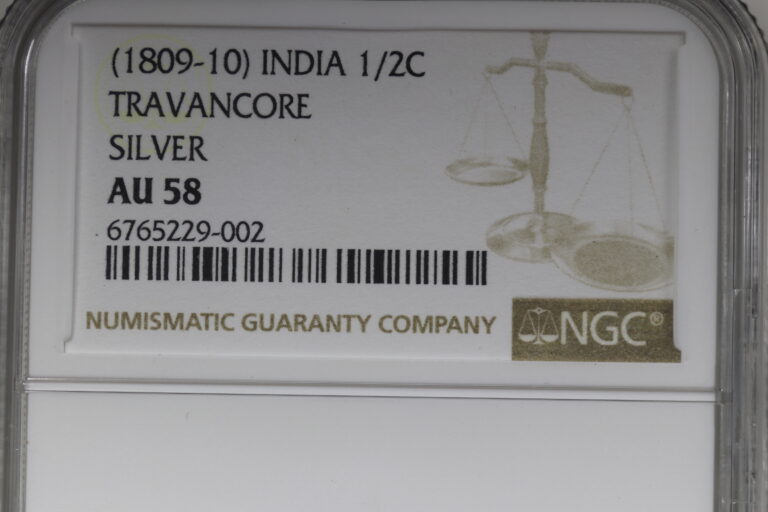 (1809-10) INDIA 1/2C
TRAVANCORE
SILVER
AU 58
6765229-002
NUMISMATIC GUARANTY COMPANY
NGC®